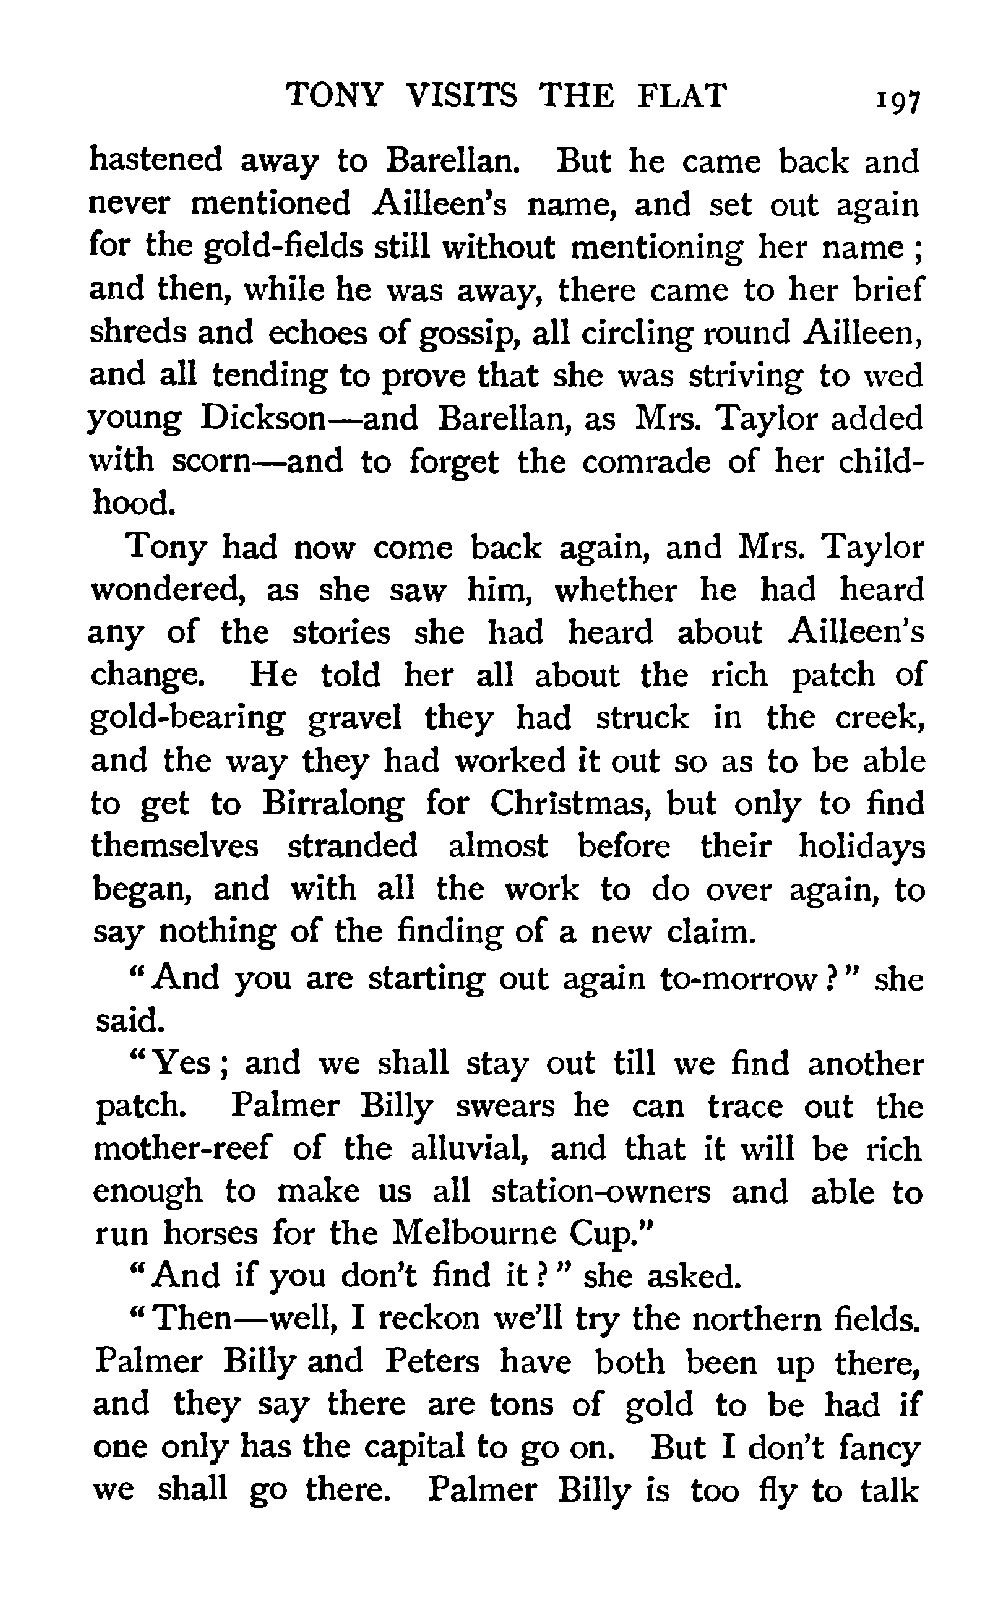 TONY VISITS THE FLAT 197
hastened away to Barellan. But he came back and
never mentioned Ailleen's name, and set out again
for the gold-fields still without mentioning her name ;
and then, while he was away, there came to her brief
shreds and echoes of gossip, all circling round Ailleen,
and all tending to prove that she was striving to wed
young Dickson—and Barellan, as Mrs. Taylor added
with scorn—and to forget the comrade of her child-
hood.
Tony had now come back again, and Mrs. Taylor
wondered, as she saw him, whether he had heard
any of the stories she had heard about Ailleen's
change. He told her all about the rich patch of
gold-bearing gravel they had struck in the creek,
and the way they had worked it out so as to be able
to get to Birralong for Christmas, but only to find
themselves stranded almost before their holidays
began, and with all the work to do over again, to
say nothing of the finding of a new claim.
"And you are starting out again to-morrow ?" she
said.
"Yes ; and we shall stay out till we find another
patch. Palmer Billy swears he can trace out the
mother-reef of the alluvial, and that it will be rich
enough to make us all station-owners and able to
run horses for the Melbourne Cup."
"And if you don't find it ?" she asked.
"Then—well, I reckon we'll try the northern fields.
Palmer Billy and Peters have both been up there,
and they say there are tons of gold to be had if
one only has the capital to go on. But I don't fancy
we shall go there. Palmer Billy is too fly to talk